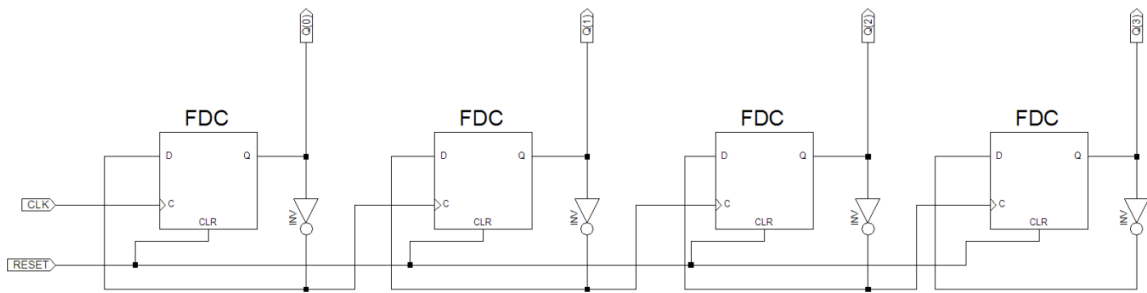 Q(0)
Q(1)
Q(2)
Q(3)
FDC
FDC
FDC
FDC
D
Q
D
Q
D
Q
D
Q
CLK
C
C
C
C
INV
INV
INV
INV
CLR
CLR
CLR
CLR
RESET